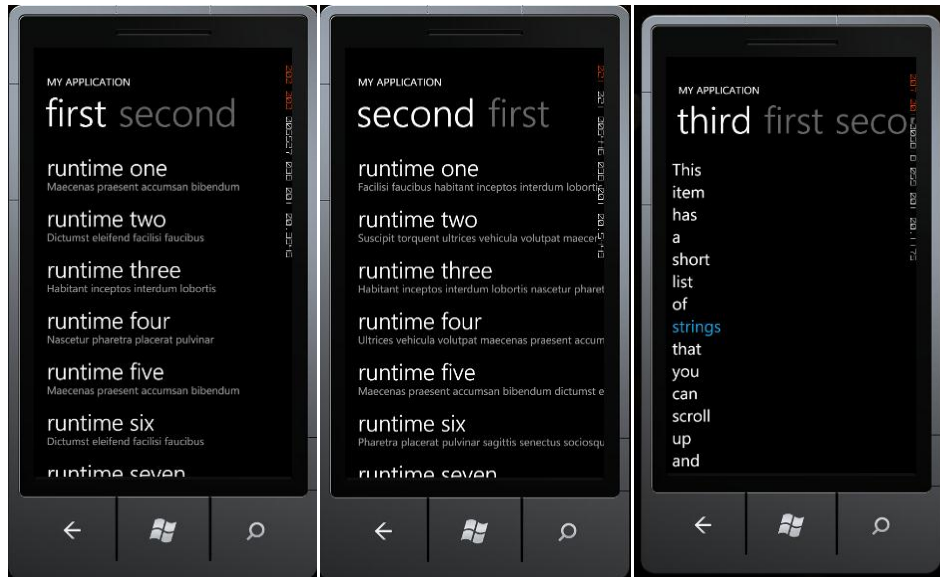 MY APPLICATION
first second
runtime one
Maecenas praesent accumsan bibendum
runtime two
Dictumst eleifend facilisi faucibus
runtime three
Habitant inceptos interdum lobortis
runtime four
Nascetur pharetra placerat pulvinar
runtime five
Maecenas praesent accumsan bibendum
runtime six
Dictumst eleifend facilisi faucibus
runtime seven
MY APPLICATION
second first
runtime one
Facilisi faucibus habitant inceptos interdum lobortis
runtime two
Suscipit torquent ultrices vehicula volutpat maecen
runtime three
Habitant inceptos interdum lobortis nascetur pharet
runtime four
Ultrices vehicula volutpat maecenas praesent accum
runtime five
Maecenas praesent accumsan bibendum dictumst e
runtime six
Pharetra placerat pulvinar sagittis senectus sociosqu
runtime seven
MY APPLICATION
third first seco
This
item
has
a
short
list
of
strings
that
you
can
scroll
up
and